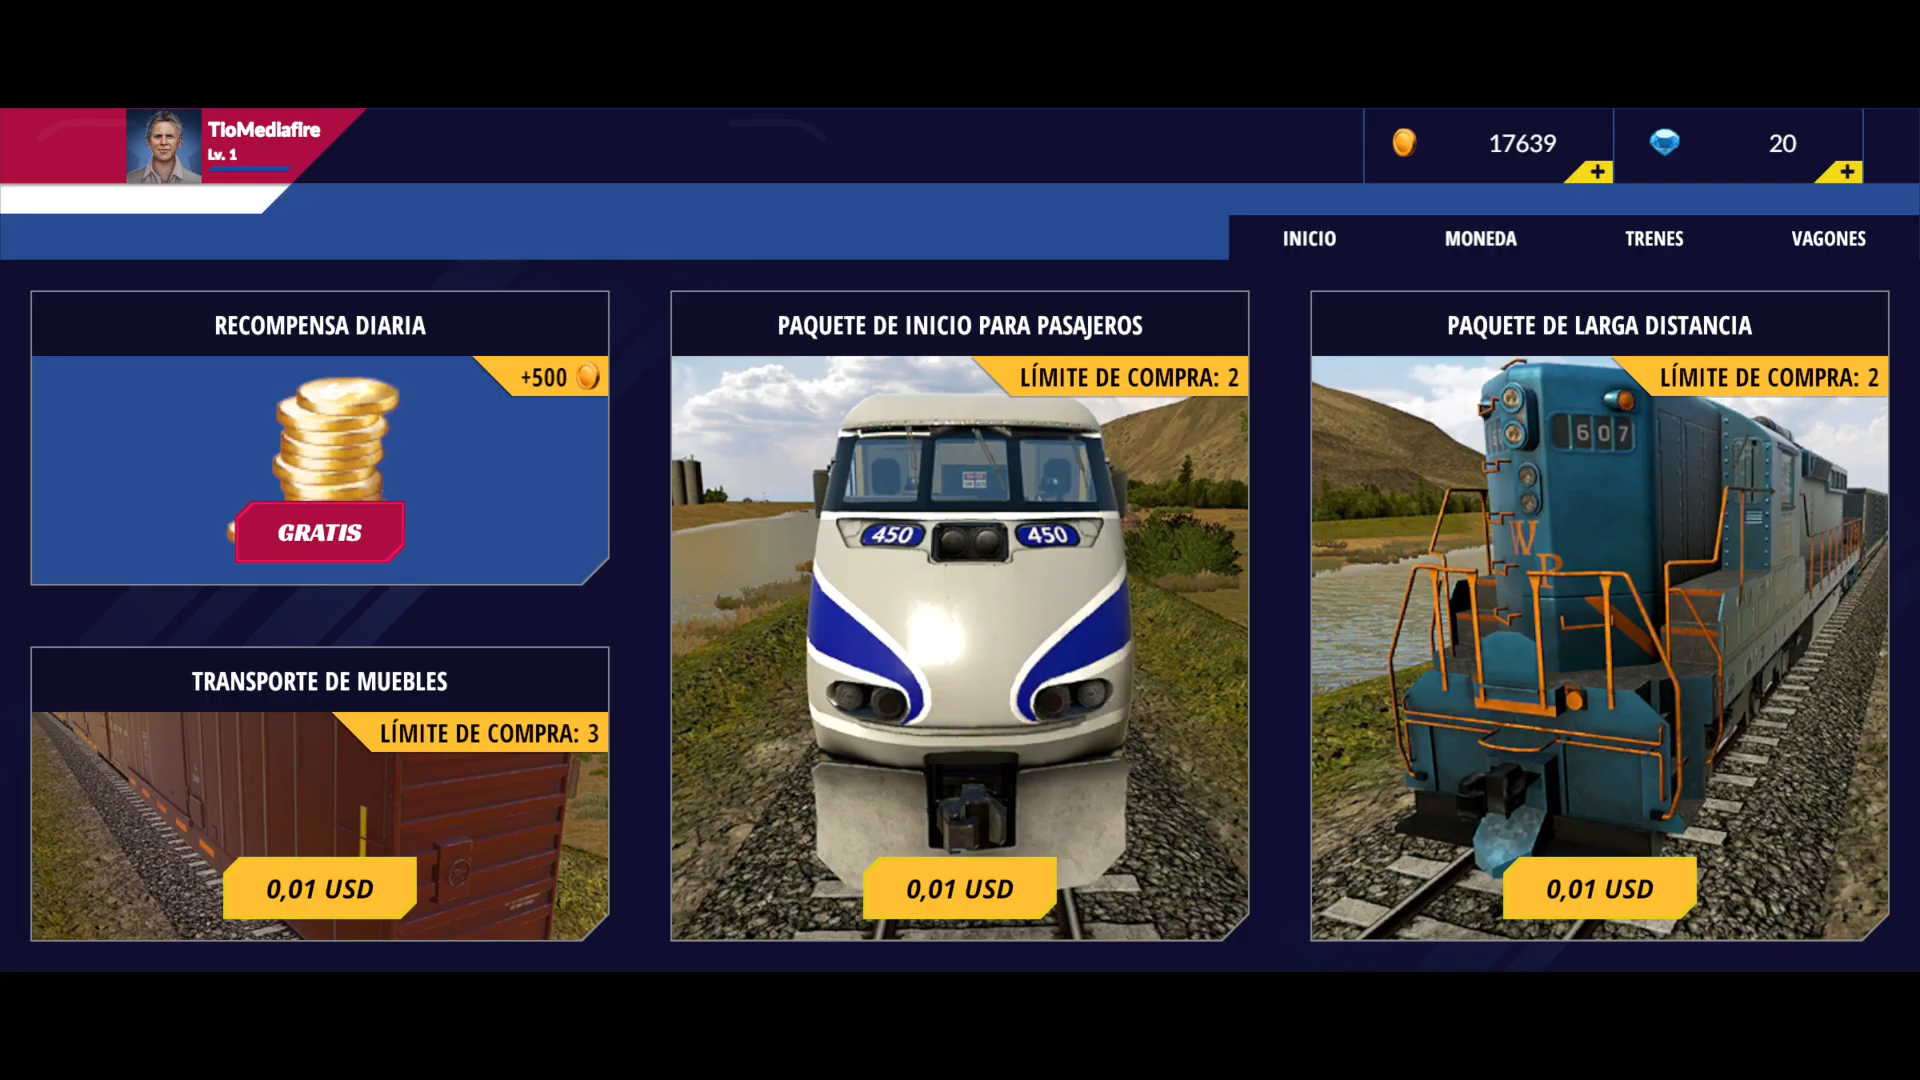 TioMediafire
Lv. 1
17639
20
INICIO
MONEDA
TRENES
VAGONES
RECOMPENSA DIARIA
+500
GRATIS
TRANSPORTE DE MUEBLES
LÍMITE DE COMPRA: 3
0,01 USD
PAQUETE DE INICIO PARA PASAJEROS
LÍMITE DE COMPRA: 2
450
450
0,01 USD
PAQUETE DE LARGA DISTANCIA
LÍMITE DE COMPRA: 2
607
WP
0,01 USD